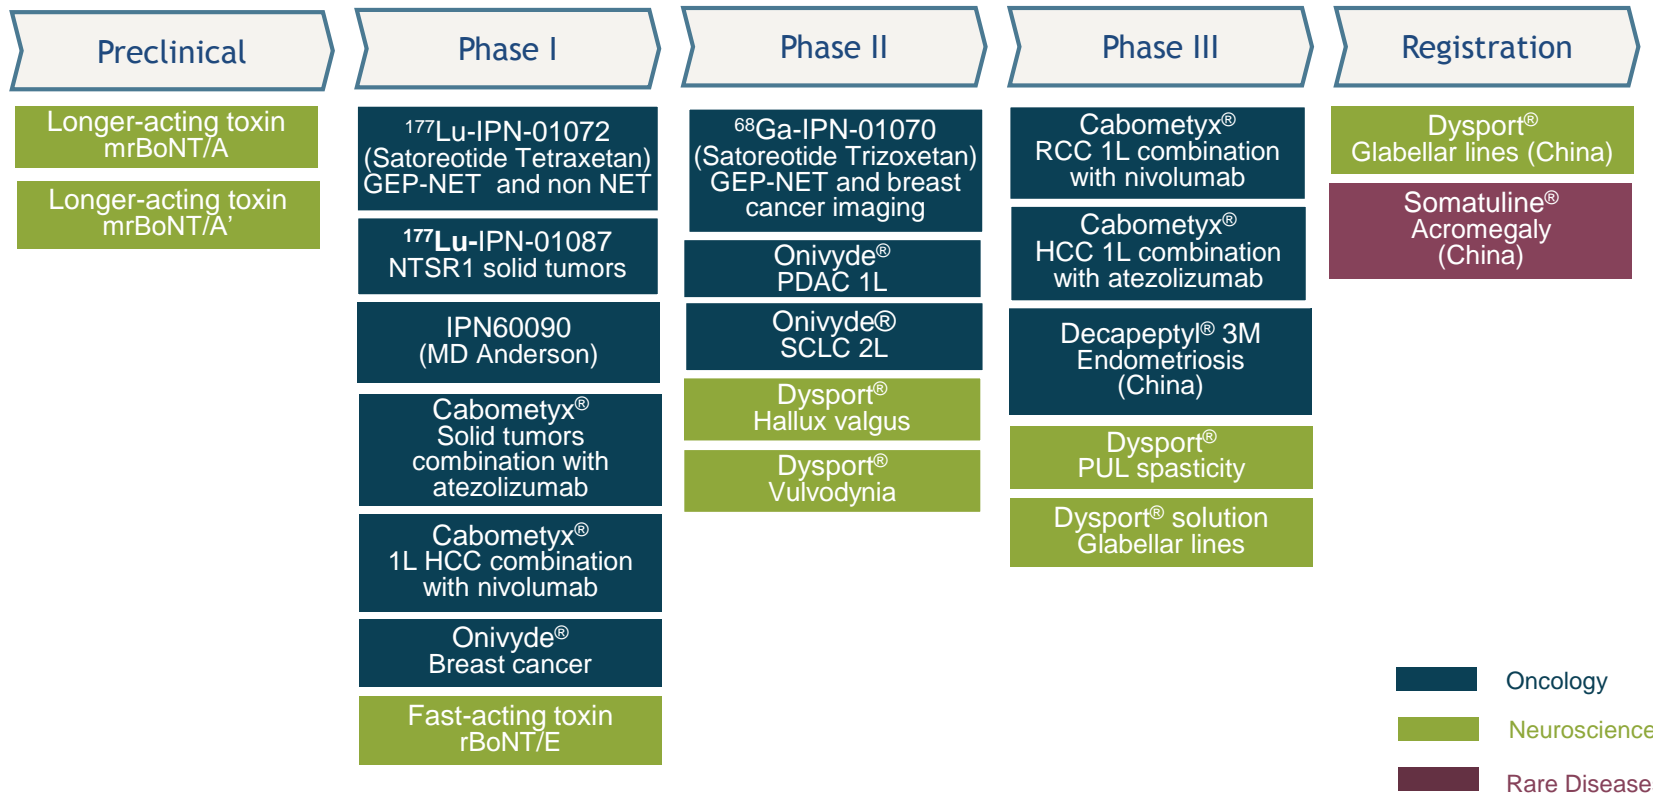 Preclinical
Phase I
Phase II
Phase III
Registration
Longer-acting toxin
mrBoNT/A
Longer-acting toxin
mrBoNT/A’
177Lu-IPN-01072
(Satoreotide Tetraxetan)
GEP-NET and non NET
177Lu-IPN-01087
NTSR1 solid tumors
IPN60090
(MD Anderson)
Cabometyx®
Solid tumors
combination with
atezolizumab
Cabometyx®
1L HCC combination
with nivolumab
Onivyde®
Breast cancer
Fast-acting toxin
rBoNT/E
68Ga-IPN-01070
(Satoreotide Trizoxetan)
GEP-NET and breast
cancer imaging
Onivyde®
PDAC 1L
Onivyde®
SCLC 2L
Dysport®
Hallux valgus
Dysport®
Vulvodynia
Cabometyx®
RCC 1L combination
with nivolumab
Cabometyx®
HCC 1L combination
with atezolizumab
Decapeptyl® 3M
Endometriosis
(China)
Dysport®
PUL spasticity
Dysport® solution
Glabellar lines
Dysport®
Glabellar lines (China)
Somatuline®
Acromegaly
(China)
Oncology
Neuroscience
Rare Disease